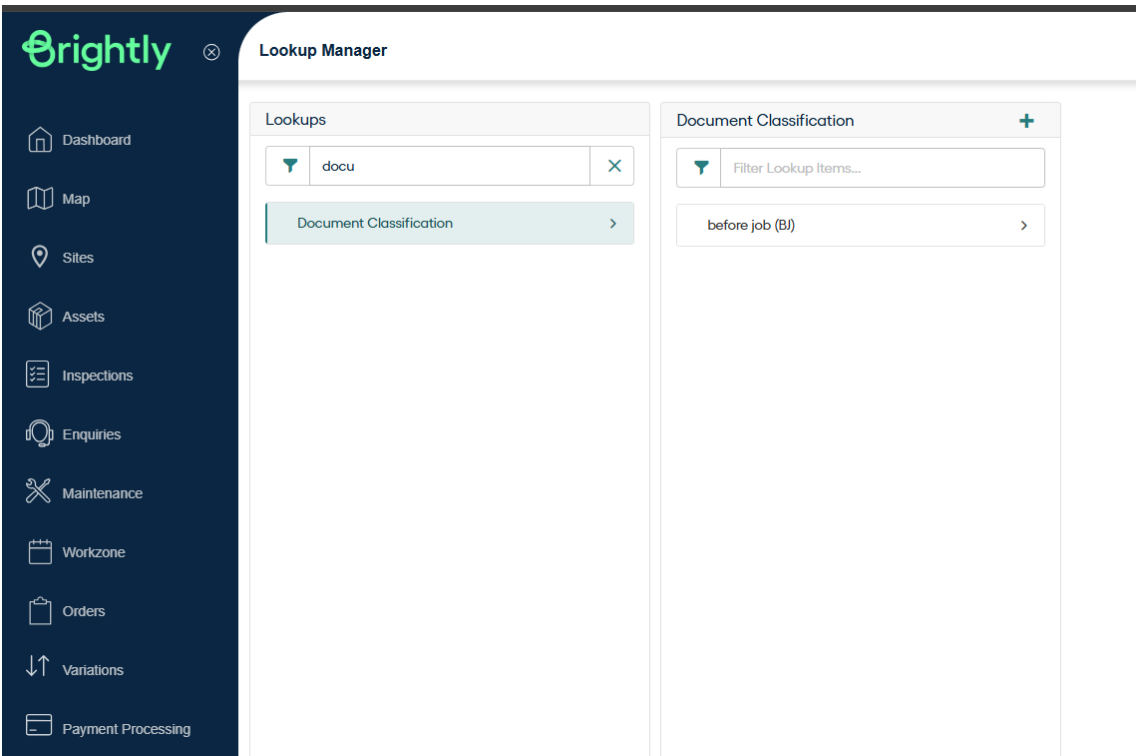 Brightly
Lookup Manager
Dashboard
Map
Sites
Assets
Inspections
Enquiries
Maintenance
Workzone
Orders
Variations
Payment Processing
Lookups
docu
Document Classification
Document Classification
Filter Lookup Items...
before job (BJ)